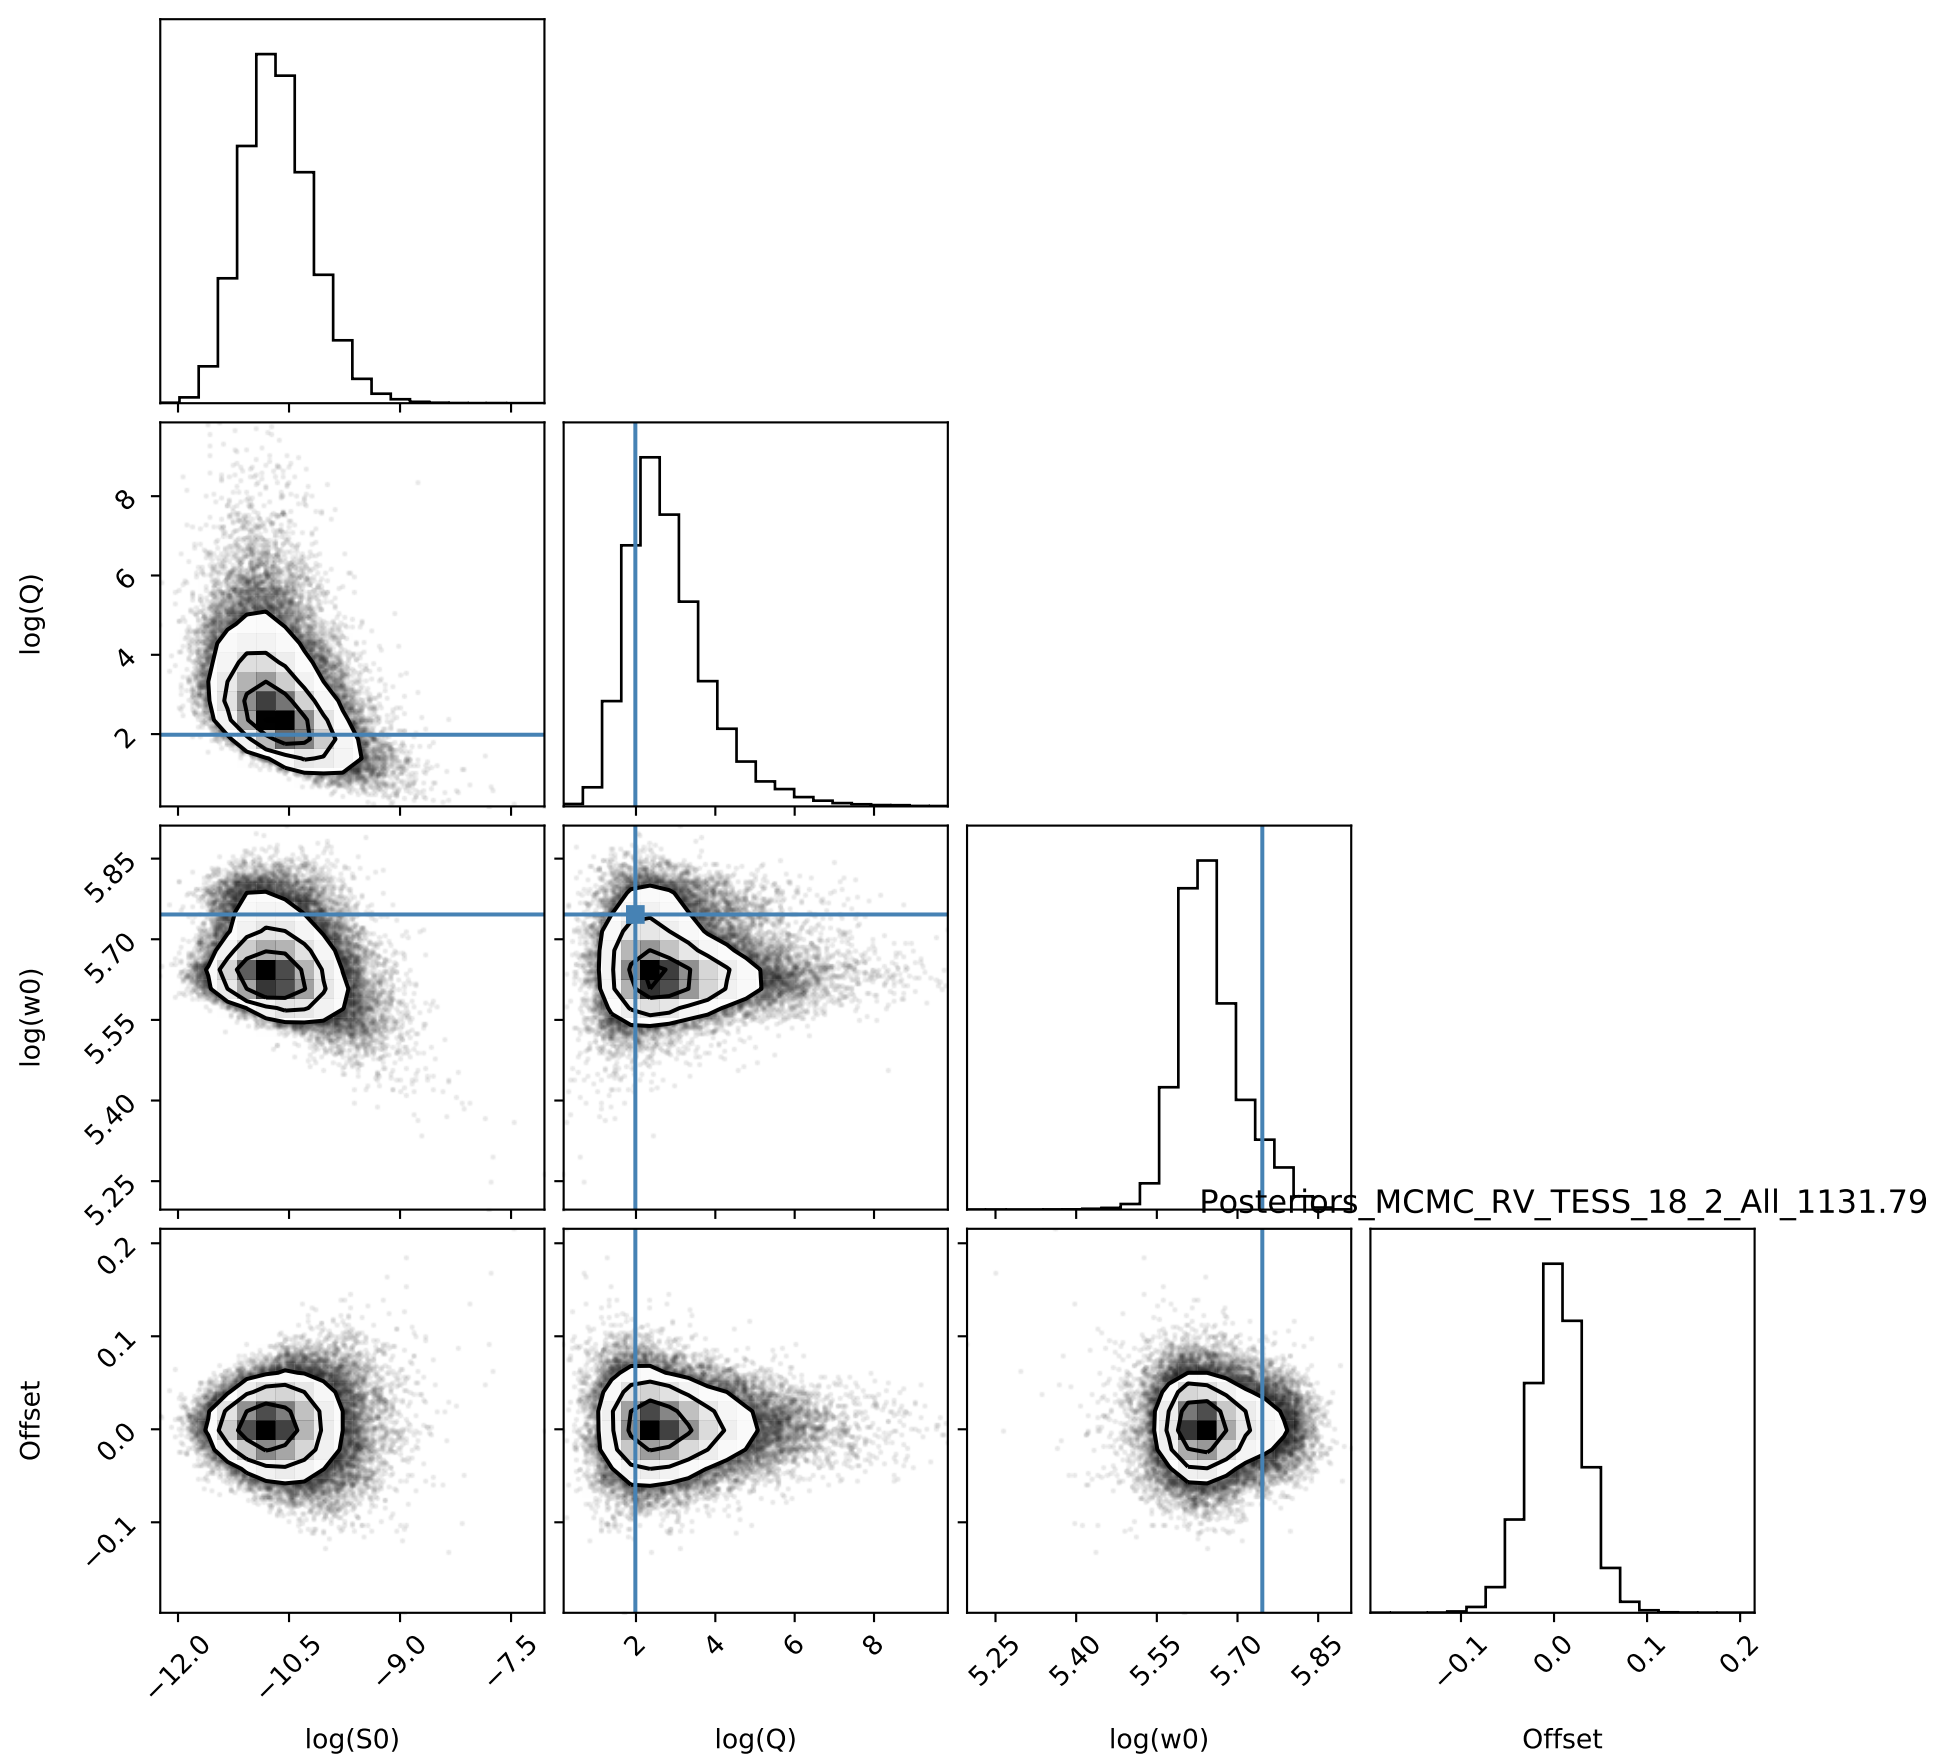 log(Q)
8
6
4
2
log(w0)
5.85
5.70
5.55
5.40
5.25
Posteriors_MCMC_RV_TESS_18_2_All_1131.79
Offset
0.2
0.1
0.0
−0.1
−12.0 −10.5 −9.0 −7.5
2 4 6 8
5.25 5.40 5.55 5.70 5.85
−0.1 0.0 0.1 0.2
log(S0)
log(Q)
log(w0)
Offset